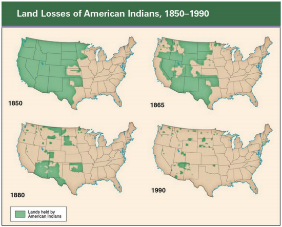 Land Losses of American Indians, 1850–1990
1850
1865
1880
1990
Lands held by
American Indians